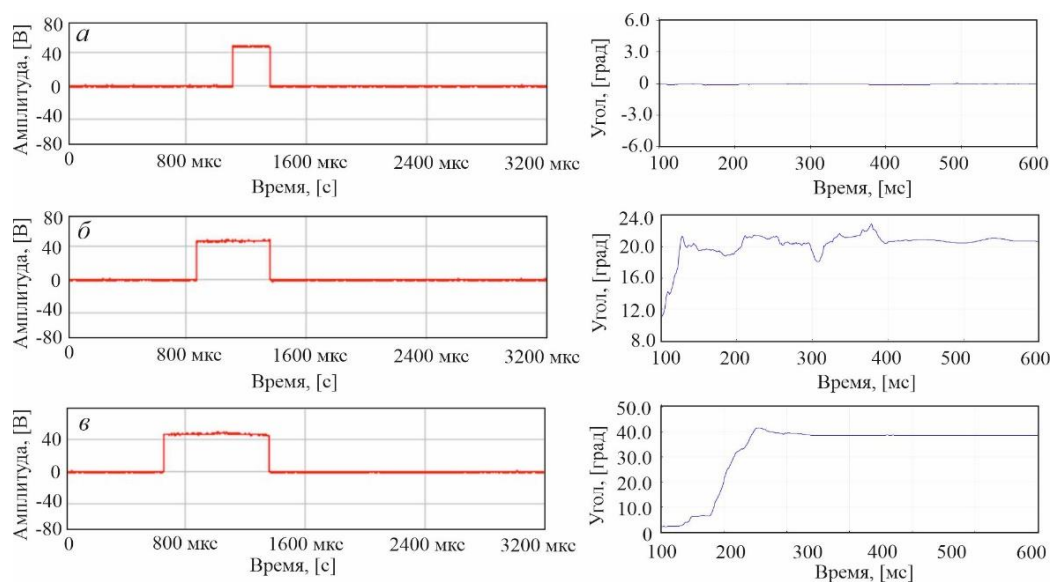 а
Амплитуда, [В]
80
40
0
-40
-80
0
800 мкс
1600 мкс
2400 мкс
3200 мкс
Время, [с]
Угол, [град]
6.0
3.0
0
-3.0
-6.0
100
200
300
400
500
600
Время, [мс]
б
Амплитуда, [В]
80
40
0
-40
-80
0
800 мкс
1600 мкс
2400 мкс
3200 мкс
Время, [с]
Угол, [град]
24.0
20.0
16.0
12.0
8.0
100
200
300
400
500
600
Время, [мс]
в
Амплитуда, [В]
80
40
0
-40
-80
0
800 мкс
1600 мкс
2400 мкс
3200 мкс
Время, [с]
Угол, [град]
50.0
40.0
30.0
20.0
10.0
0
100
200
300
400
500
600
Время, [мс]